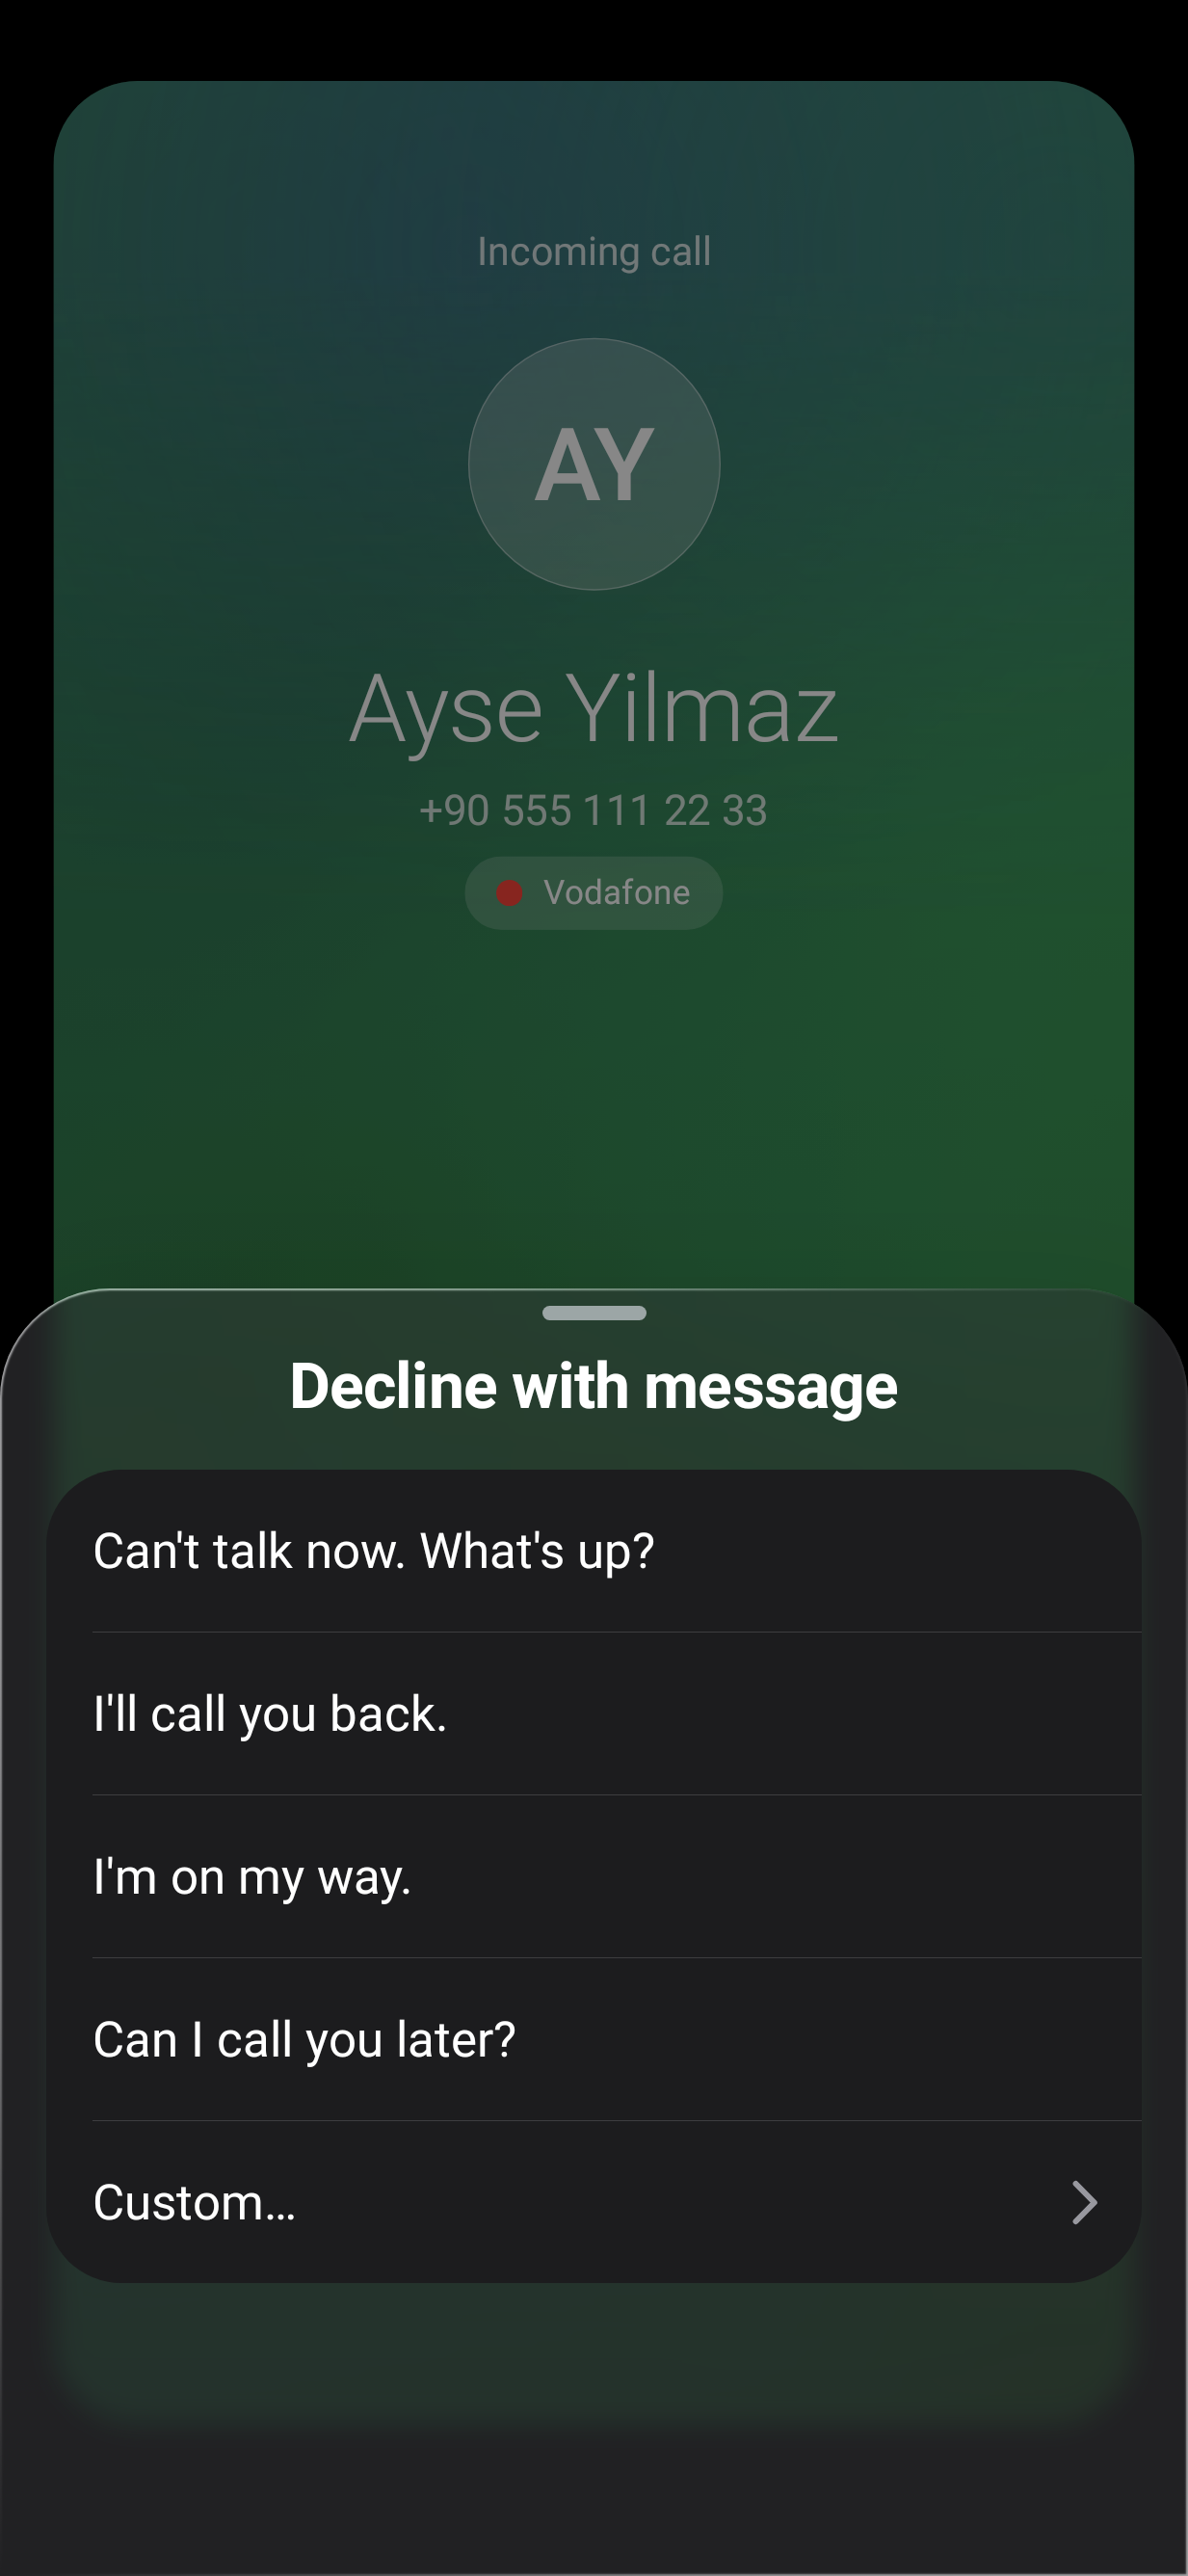 Incoming call
AY
Ayse Yilmaz
+90 555 111 22 33
Vodafone
Decline with message
Can't talk now. What's up?
I'll call you back.
I'm on my way.
Can I call you later?
Custom...